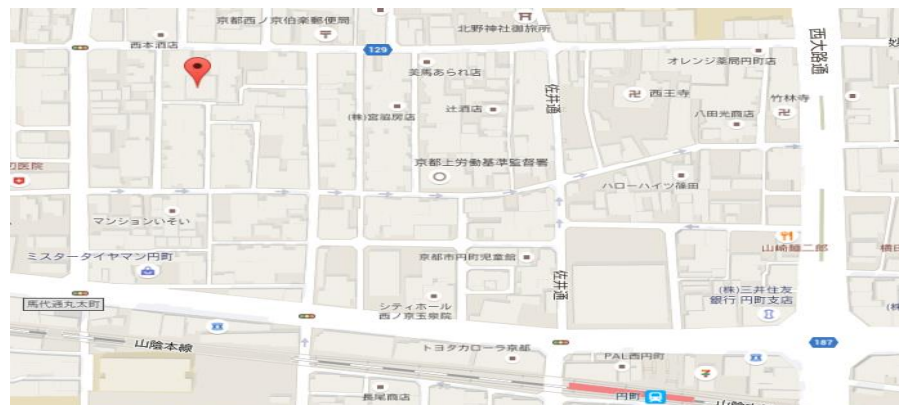 京都西ノ京伯楽郵便局
北野神社御旅所
西本酒店
129
西大路通
オレンジ薬局円町店
美馬あられ店
佐井通
西王寺
竹林寺
辻酒店
(株)宮脇房店
八田光商店
京都上労働基準監督署
医院
ハローハイツ篠田
マンションいそい
山崎麺二郎
ミスタータイヤマン円町
京都市円町児童館
佐井通
(株)三井住友
銀行 円町支店
馬代通丸太町
シティホール
西ノ京玉泉院
187
山陰本線
トヨタカローラ京都
PAL西円町
長尾商店
円町